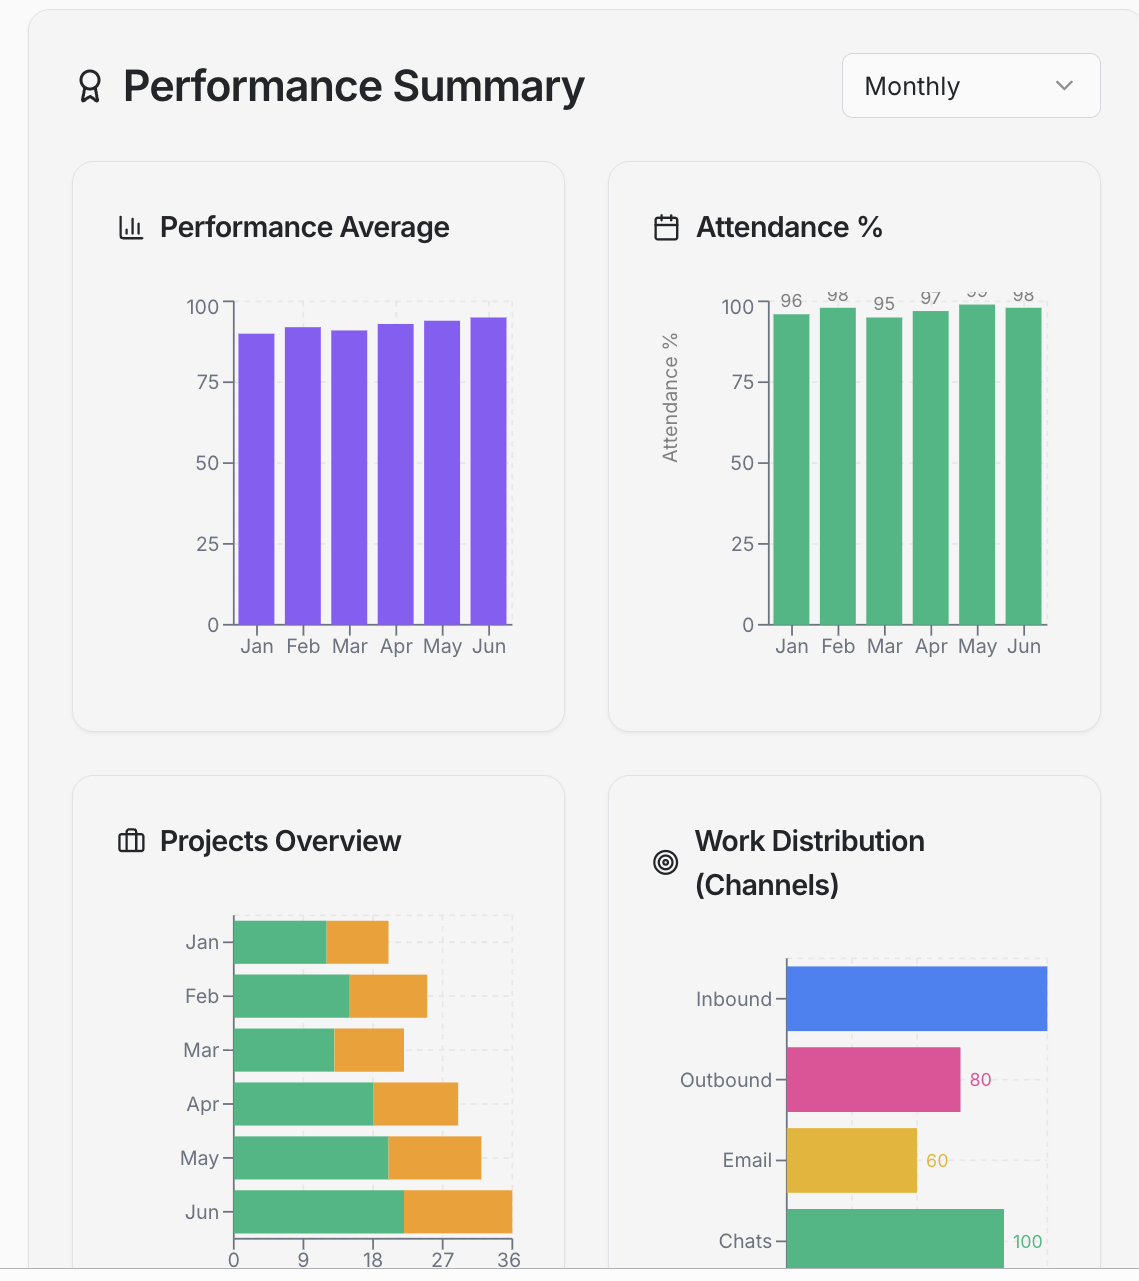 Performance Summary
Monthly
Performance Average
100
75
50
25
0
Jan Feb Mar Apr May Jun
Attendance %
Attendance %
96 98 95 97 99 98
100
75
50
25
0
Jan Feb Mar Apr May Jun
Projects Overview
Jan
Feb
Mar
Apr
May
Jun
0 9 18 27 36
Work Distribution
(Channels)
Inbound
Outbound 80
Email 60
Chats 100